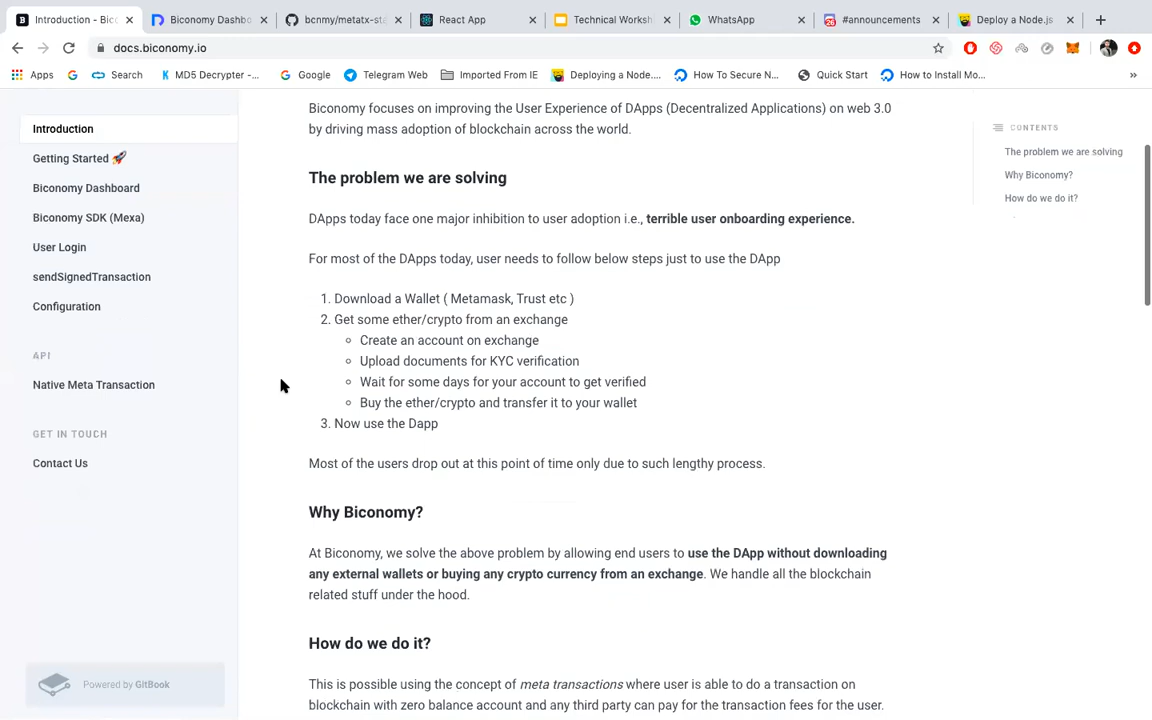 Introduction - Bic
Biconomy Dashbo
bcnmy/metatx-sta
React App
Technical Worksh
WhatsApp
#announcements
Deploy a Node.js
docs.biconomy.io
Apps
Search
MD5 Decrypter -...
Google
Telegram Web
Imported From IE
Deploying a Node....
How To Secure N...
Quick Start
How to Install Mo...
»
Introduction
Getting Started 🚀
Biconomy Dashboard
Biconomy SDK (Mexa)
User Login
sendSignedTransaction
Configuration
API
Native Meta Transaction
GET IN TOUCH
Contact Us
Powered by GitBook
Biconomy focuses on improving the User Experience of DApps (Decentralized Applications) on web 3.0
by driving mass adoption of blockchain across the world.
The problem we are solving
DApps today face one major inhibition to user adoption i.e., terrible user onboarding experience.
For most of the DApps today, user needs to follow below steps just to use the DApp
1. Download a Wallet ( Metamask, Trust etc )
2. Get some ether/crypto from an exchange
Create an account on exchange
Upload documents for KYC verification
Wait for some days for your account to get verified
Buy the ether/crypto and transfer it to your wallet
3. Now use the Dapp
Most of the users drop out at this point of time only due to such lengthy process.
Why Biconomy?
At Biconomy, we solve the above problem by allowing end users to use the DApp without downloading
any external wallets or buying any crypto currency from an exchange. We handle all the blockchain
related stuff under the hood.
How do we do it?
This is possible using the concept of meta transactions where user is able to do a transaction on
blockchain with zero balance account and any third party can pay for the transaction fees for the user.
CONTENTS
The problem we are solving
Why Biconomy?
How do we do it?